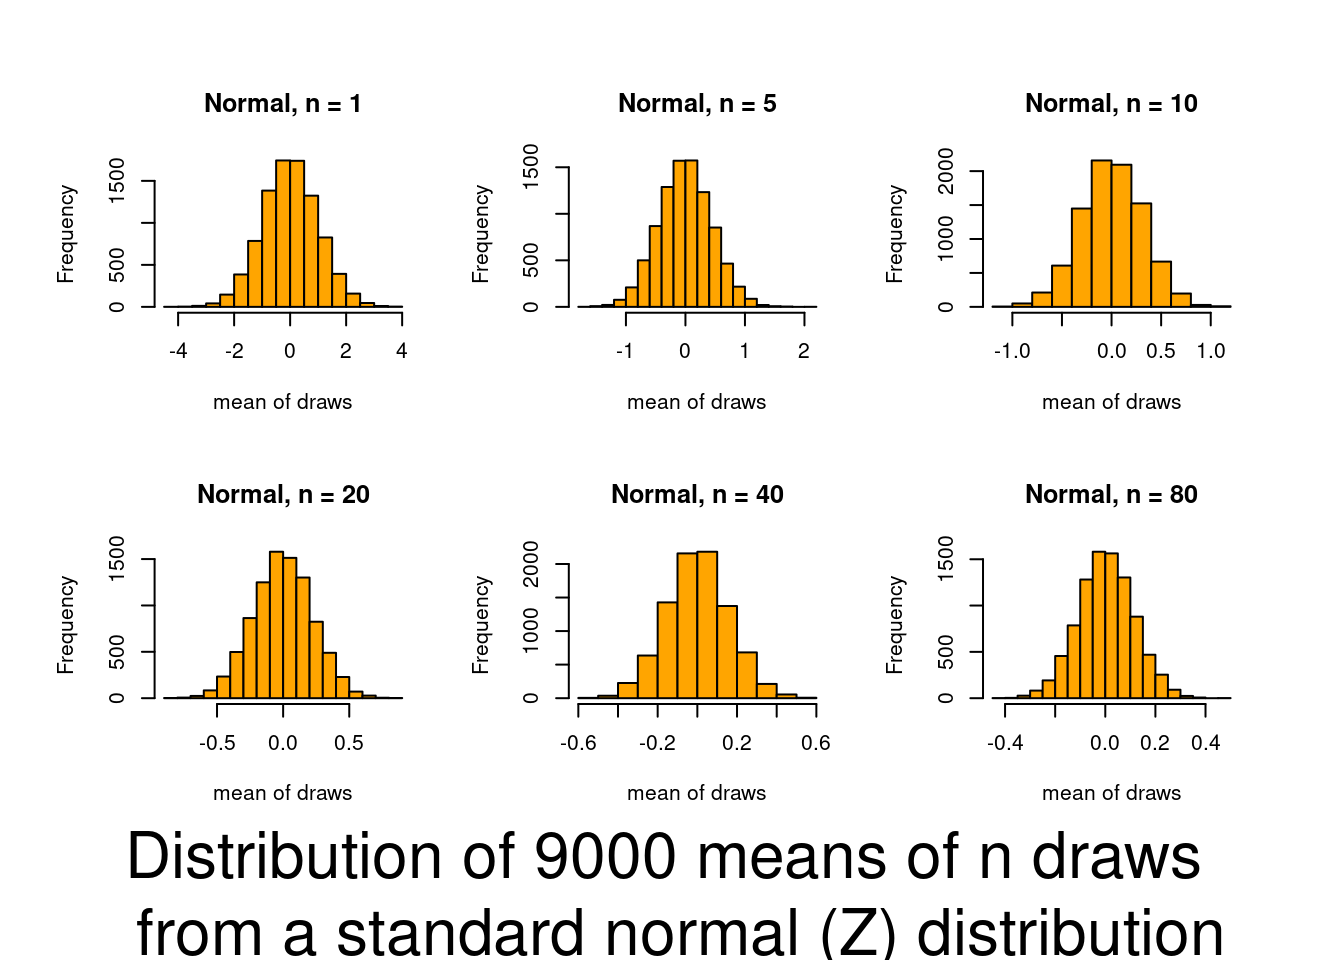 Normal, n = 1
Frequency
0 500 1500
-4 -2 0 2 4
mean of draws
Normal, n = 5
Frequency
0 500 1500
-1 0 1 2
mean of draws
Normal, n = 10
Frequency
0 1000 2000
-1.0 0.0 0.5 1.0
mean of draws
Normal, n = 20
Frequency
0 500 1500
-0.5 0.0 0.5
mean of draws
Normal, n = 40
Frequency
0 1000 2000
-0.6 -0.2 0.2 0.6
mean of draws
Normal, n = 80
Frequency
0 500 1500
-0.4 0.0 0.2 0.4
mean of draws
Distribution of 9000 means of n draws
from a standard normal (Z) distribution